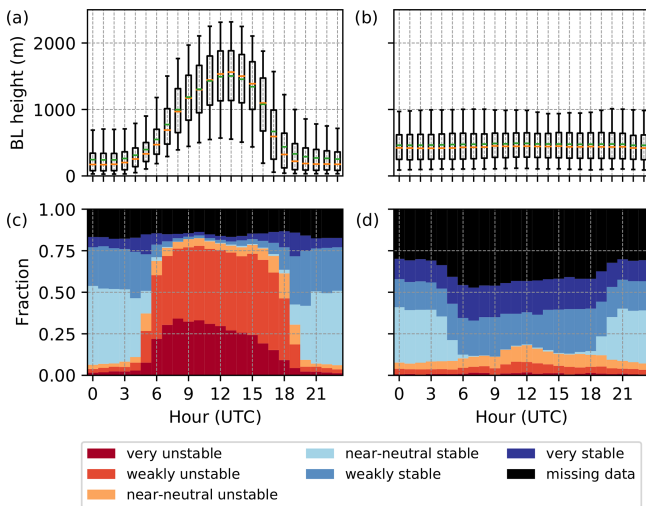 (a) (b)
BL height (m)
2000
1000
0
(c) (d)
Fraction
1.00
0.75
0.50
0.25
0.00
0 3 6 9 12 15 18 21 0 3 6 9 12 15 18 21
Hour (UTC) Hour (UTC)
very unstable near-neutral stable very stable
weakly unstable weakly stable missing data
near-neutral unstable